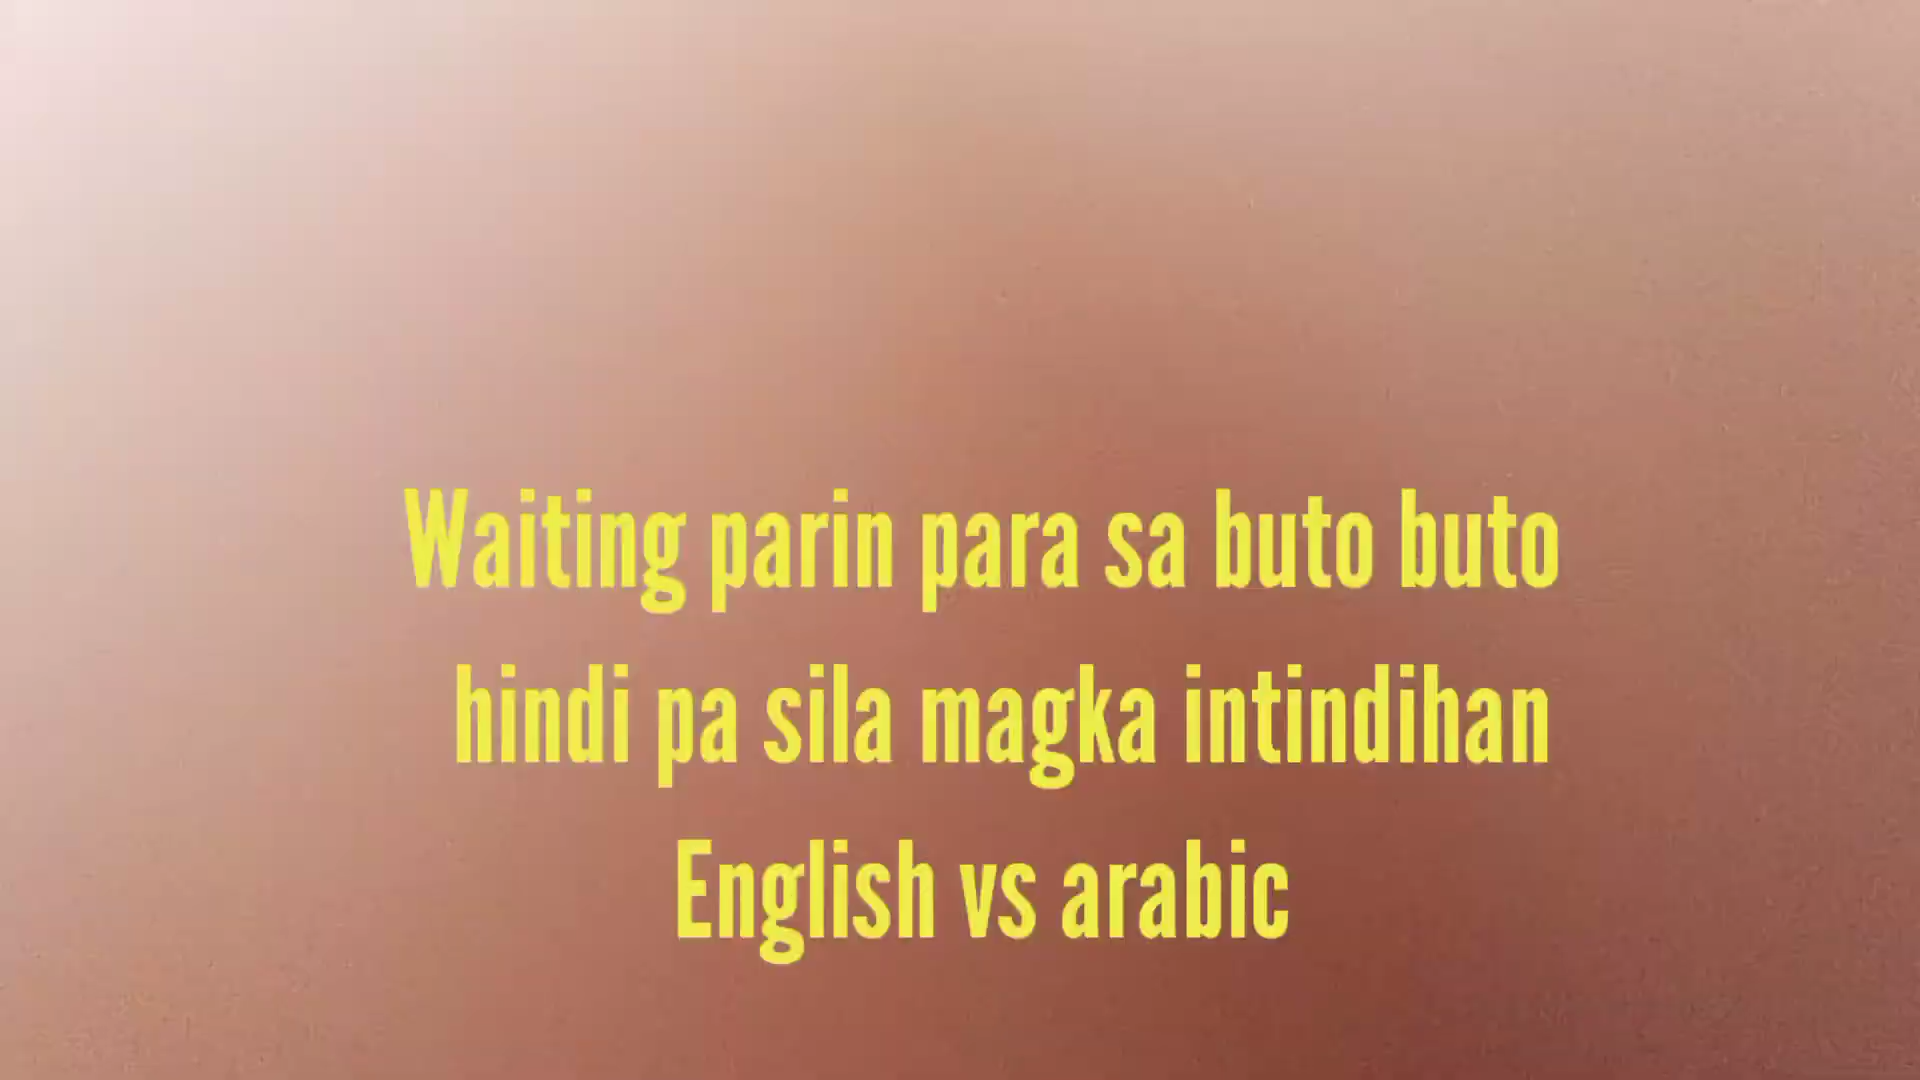 Waiting parin para sa buto buto
hindi pa sila magka intindihan
English vs arabic